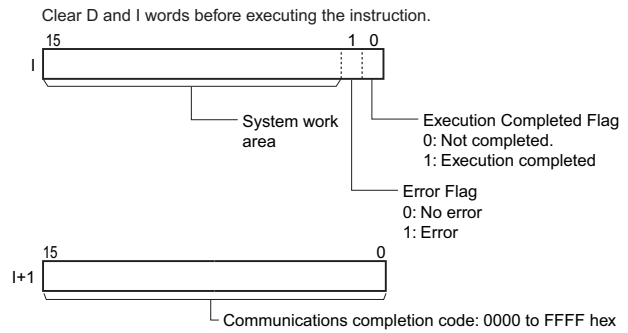 Clear D and I words before executing the instruction.
15 1 0
I
System work
area
Execution Completed Flag
0: Not completed.
1: Execution completed
Error Flag
0: No error
1: Error
15 0
I+1
Communications completion code: 0000 to FFFF hex